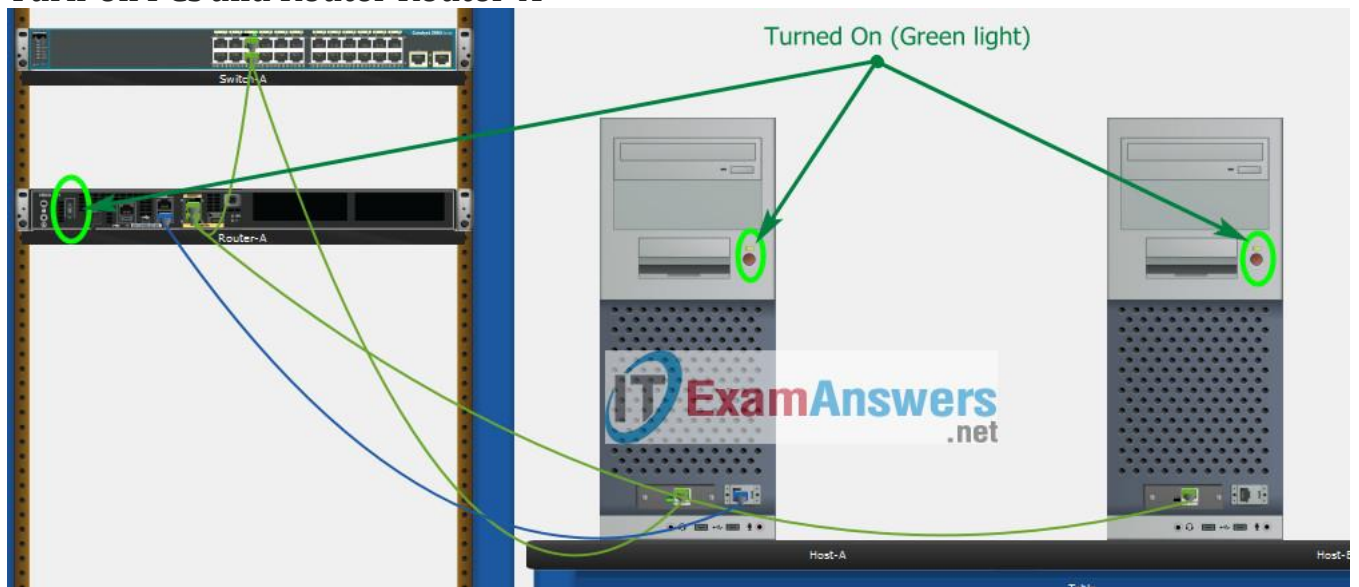 Turn on PCs and Router Router-A
Turned On (Green light)
Switch-A
Router-A
ITExamAnswers
.net
Host-A